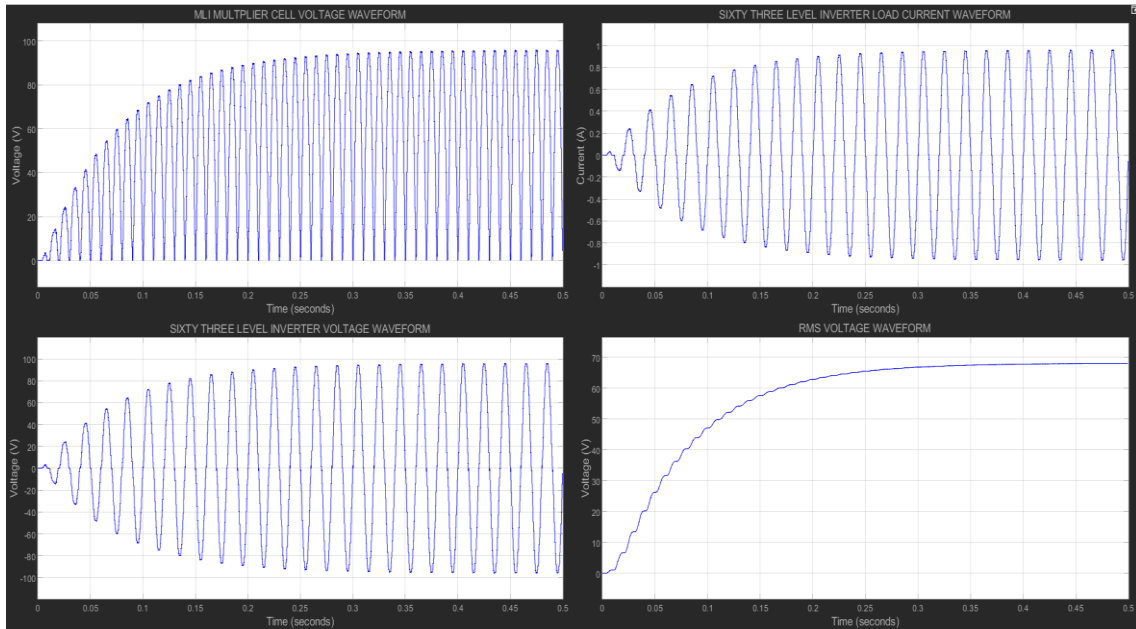 MLI MULTPLIER CELL VOLTAGE WAVEFORM
100
80
60
40
20
0
Voltage (V)
0 0.05 0.1 0.15 0.2 0.25 0.3 0.35 0.4 0.45 0.5
Time (seconds)
SIXTY THREE LEVEL INVERTER LOAD CURRENT WAVEFORM
1
0.8
0.6
0.4
0.2
0
-0.2
-0.4
-0.6
-0.8
-1
Current (A)
0 0.05 0.1 0.15 0.2 0.25 0.3 0.35 0.4 0.45 0.5
Time (seconds)
SIXTY THREE LEVEL INVERTER VOLTAGE WAVEFORM
100
80
60
40
20
0
-20
-40
-60
-80
-100
Voltage (V)
0 0.05 0.1 0.15 0.2 0.25 0.3 0.35 0.4 0.45 0.5
Time (seconds)
RMS VOLTAGE WAVEFORM
70
60
50
40
30
20
10
0
Voltage (V)
0 0.05 0.1 0.15 0.2 0.25 0.3 0.35 0.4 0.45 0.5
Time (seconds)